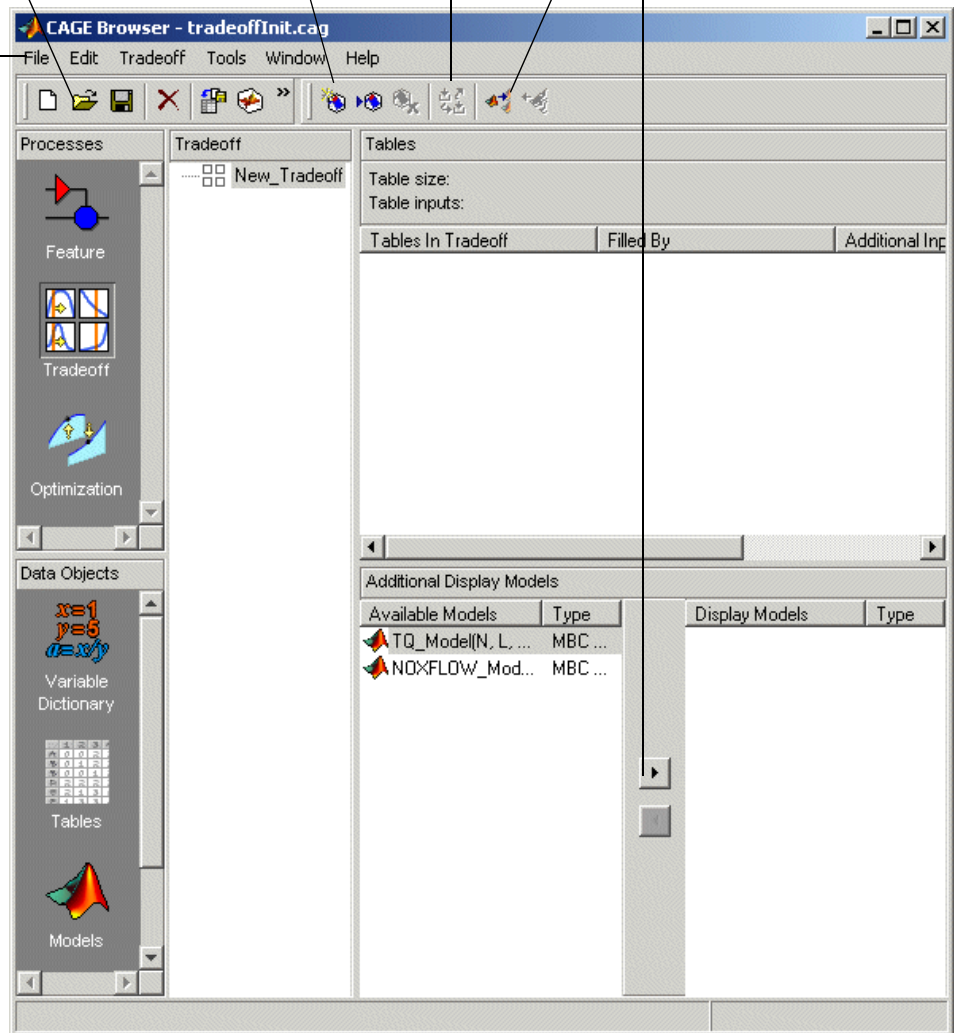 CAGE Browser - tradeoffInit.cag
File Edit Tradeoff Tools Window Help
Processes
Feature
Tradeoff
Optimization
Tradeoff
New_Tradeoff
Tables
Table size:
Table inputs:
Tables In Tradeoff Filled By Additional Inp
Data Objects
x=1
y=5
a=x/y
Variable
Dictionary
Tables
Models
Additional Display Models
Available Models Type
TQ_Model(N, L, ... MBC ...
NOXFLOW_Mod... MBC ...
Display Models Type